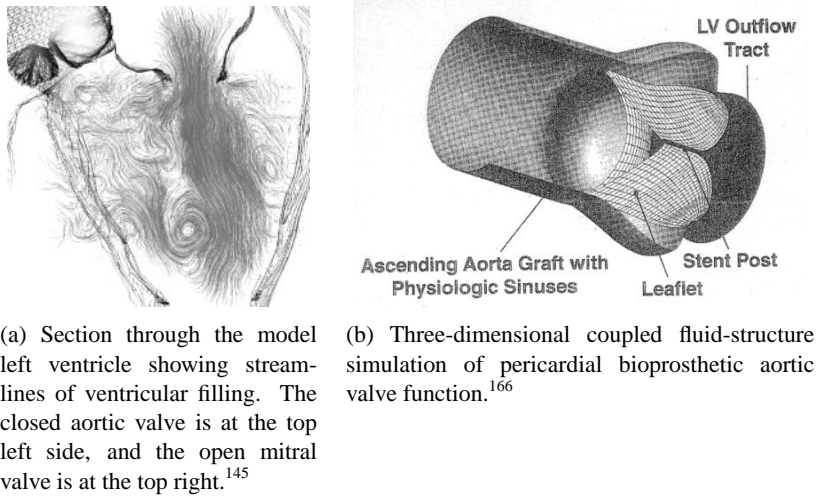 LV Outflow
Tract
Ascending Aorta Graft with
Physiologic Sinuses
Stent Post
Leaflet
(a) Section through the model
left ventricle showing stream-
lines of ventricular filling. The
closed aortic valve is at the top
left side, and the open mitral
valve is at the top right.145
(b) Three-dimensional coupled fluid-structure
simulation of pericardial bioprosthetic aortic
valve function.166